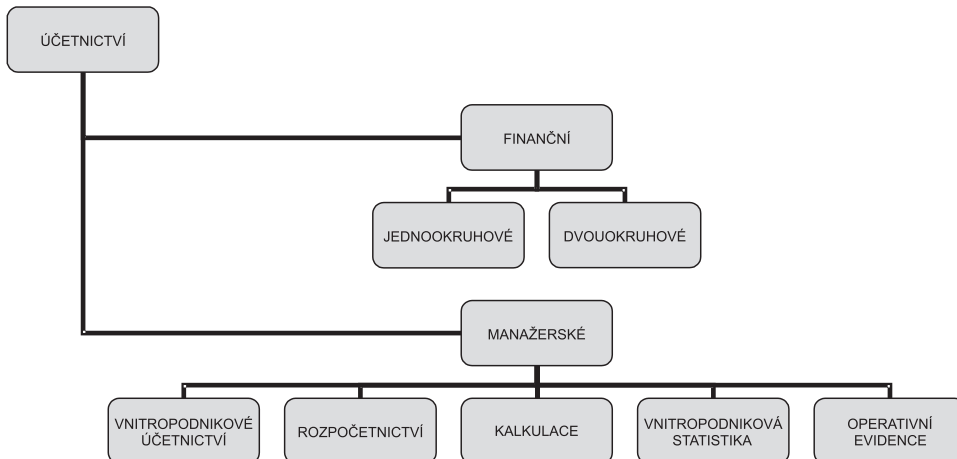 ÚČETNICTVÍ
FINANČNÍ
JEDNOOKRUHOVÉ
DVOUOKRUHOVÉ
MANAŽERSKÉ
VNITROPODNIKOVÉ
ÚČETNICTVÍ
ROZPOČETNICTVÍ
KALKULACE
VNITROPODNIKOVÁ
STATISTIKA
OPERATIVNÍ
EVIDENCE